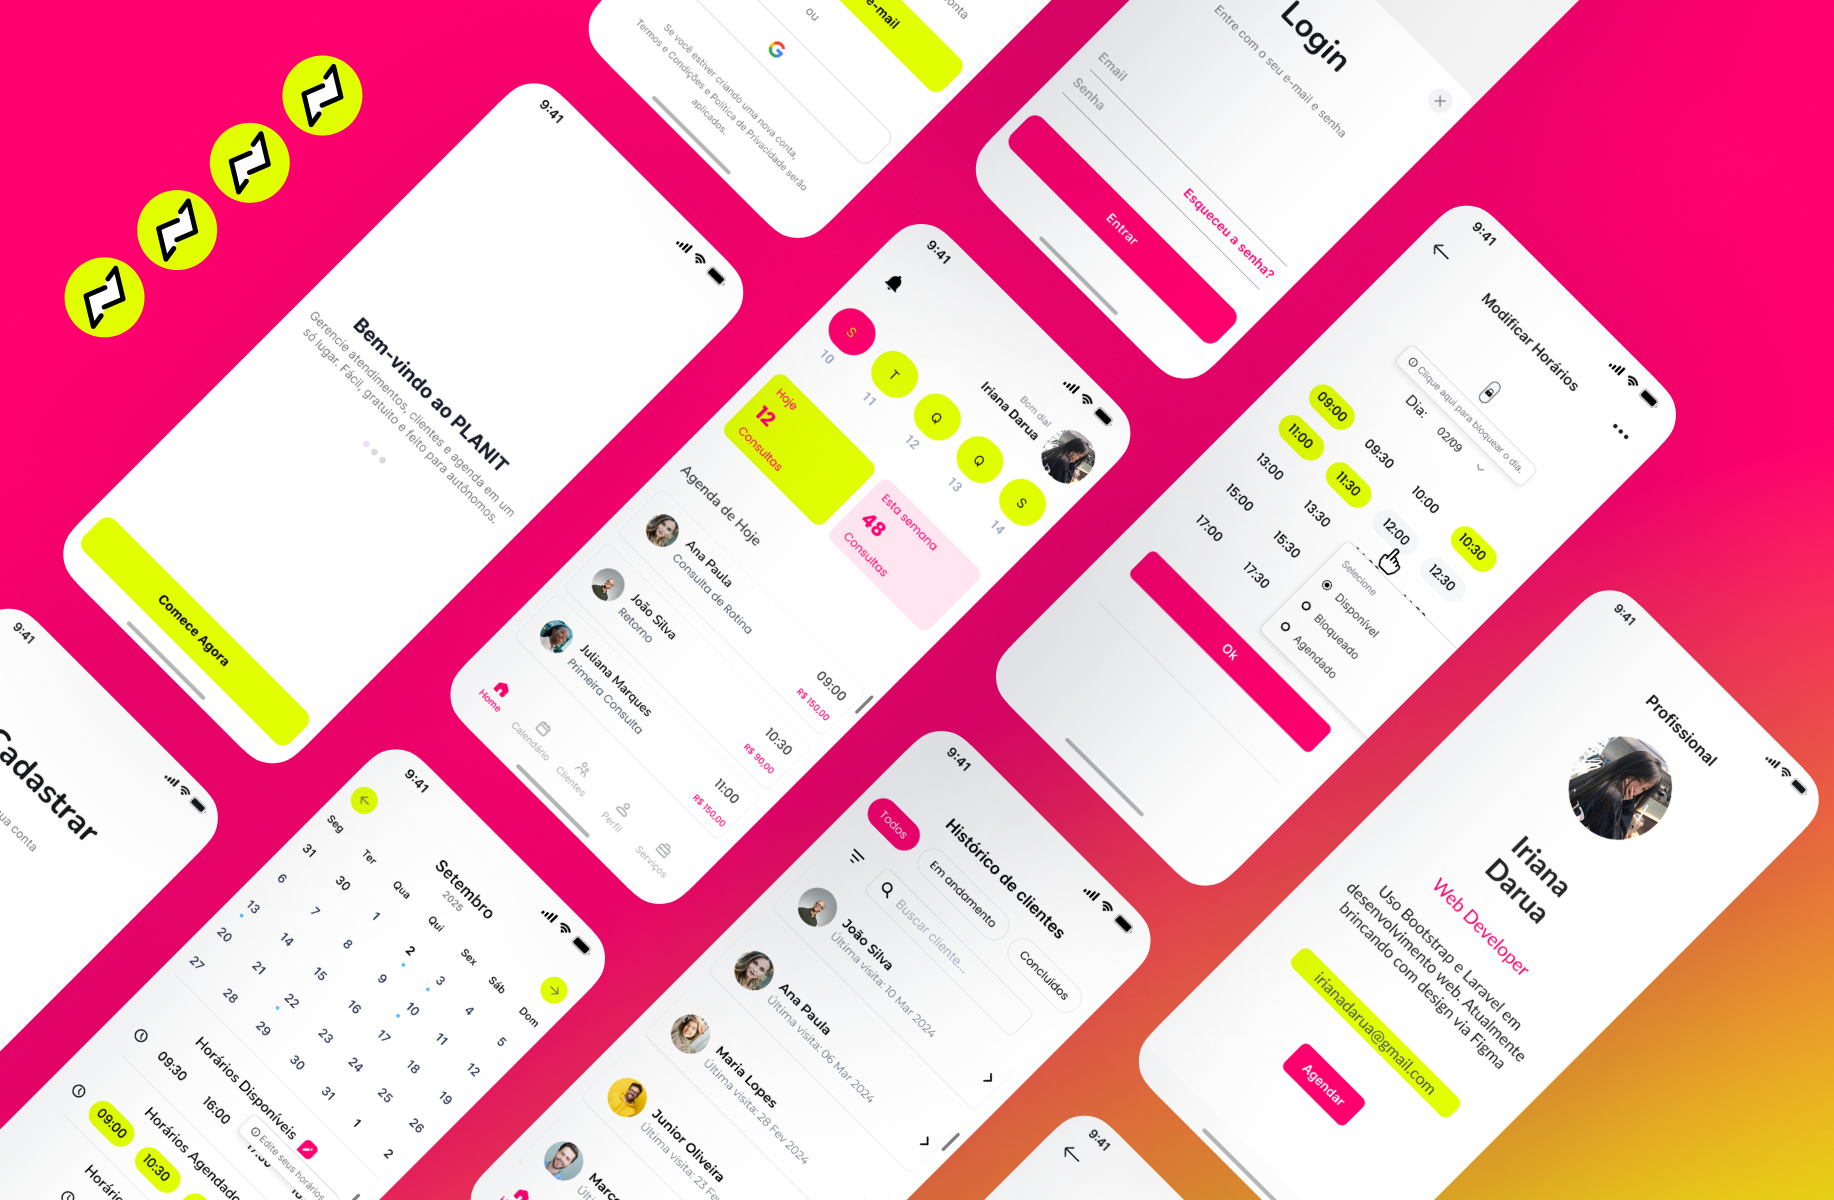 e-mail
onta
ou
Se você estiver criando uma nova conta,
Termos e Condições e Política de Privacidade serão
aplicados.
Login
Entre com o seu e-mail e senha
Email
Senha
Esqueceu a senha?
Entrar
9:41
Bem-vindo ao PLANIT
Gerencie atendimentos, clientes e agenda em um
só lugar. Fácil, gratuito e feito para autônomos.
Comece Agora
9:41
Bom dia!
Iriana Darua
S
T
Q
Q
S
10
11
12
13
14
Hoje
12
Consultas
Esta semana
48
Consultas
Agenda de Hoje
Ana Paula
Consulta de Rotina
09:00
R$ 150,00
João Silva
Retorno
10:30
R$ 90,00
Juliana Marques
Primeira Consulta
11:00
R$ 150,00
Home
Calendário
Clientes
Perfil
Serviços
9:41
Modificar Horários
Clique aqui para bloquear o dia.
Dia:
02/09
09:00
09:30
10:00
10:30
11:00
11:30
12:00
12:30
13:00
13:30
15:00
15:30
17:00
17:30
Selecione
Disponível
Bloqueado
Agendado
Ok
9:41
Profissional
Iriana
Darua
Web Developer
Uso Bootstrap e Laravel em
desenvolvimento web. Atualmente
brincando com design via Figma
irianadarua@gmail.com
Agendar
9:41
Cadastrar
ua conta
9:41
Setembro
2025
Seg
Ter
Qua
Qui
Sex
Sáb
Dom
31
30
1
2
3
4
5
6
7
8
9
10
11
12
13
14
15
16
17
18
19
20
21
22
23
24
25
26
27
28
29
30
31
1
2
Horários Disponíveis
09:30
16:00
Edite seus horários
Horários Agendado
09:00
10:30
Horário
9:41
Histórico de clientes
Todos
Em andamento
Concluídos
Buscar cliente...
João Silva
Última visita: 10 Mar 2024
Ana Paula
Última visita: 06 Mar 2024
Maria Lopes
Última visita: 28 Fev 2024
Junior Oliveira
Última visita: 23 Fe
Marc
Últi
9:41